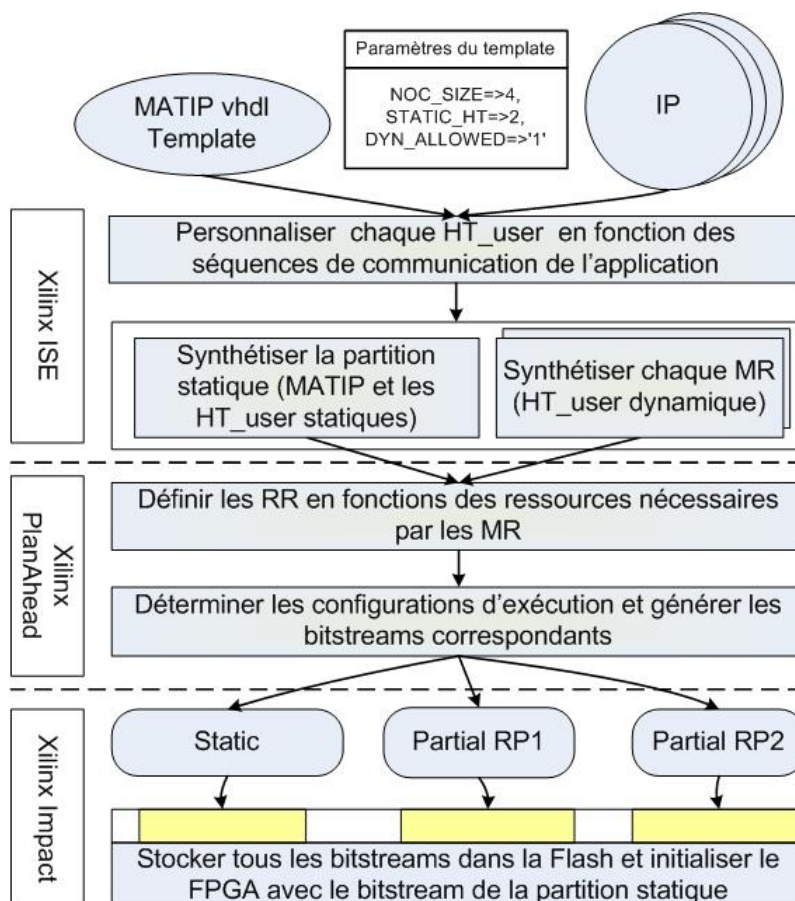 Paramètres du template
NOC_SIZE=>4,
STATIC_HT=>2,
DYN_ALLOWED=>'1'
MATIP vhdl
Template
IP
Xilinx ISE
Personnaliser chaque HT_user en fonction des
séquences de communication de l'application
Synthétiser la partition
statique (MATIP et les
HT_user statiques)
Synthétiser chaque MR
(HT_user dynamique)
Xilinx
PlanAhead
Définir les RR en fonctions des ressources nécessaires
par les MR
Déterminer les configurations d'exécution et générer les
bitstreams correspondants
Xilinx Impact
Static
Partial RP1
Partial RP2
Stocker tous les bitstreams dans la Flash et initialiser le
FPGA avec le bitstream de la partition statique